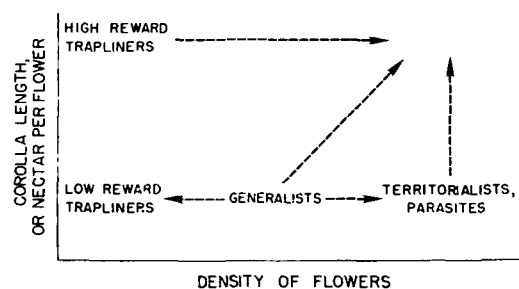 HIGH REWARD
TRAPLINERS
COROLLA LENGTH,
OR NECTAR PER FLOWER
LOW REWARD
TRAPLINERS
GENERALISTS
TERRITORIALISTS,
PARASITES
DENSITY OF FLOWERS